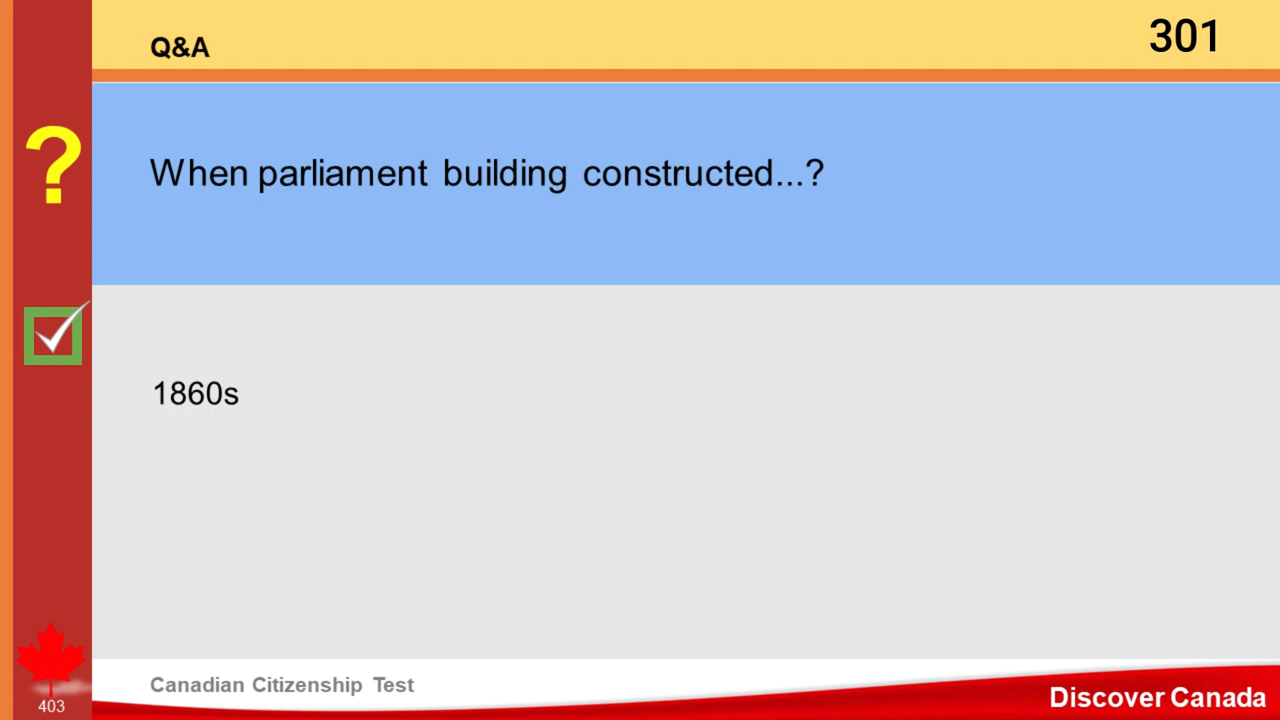 Q&A
301
?
When parliament building constructed...?
1860s
Canadian Citizenship Test
Discover Canada
403